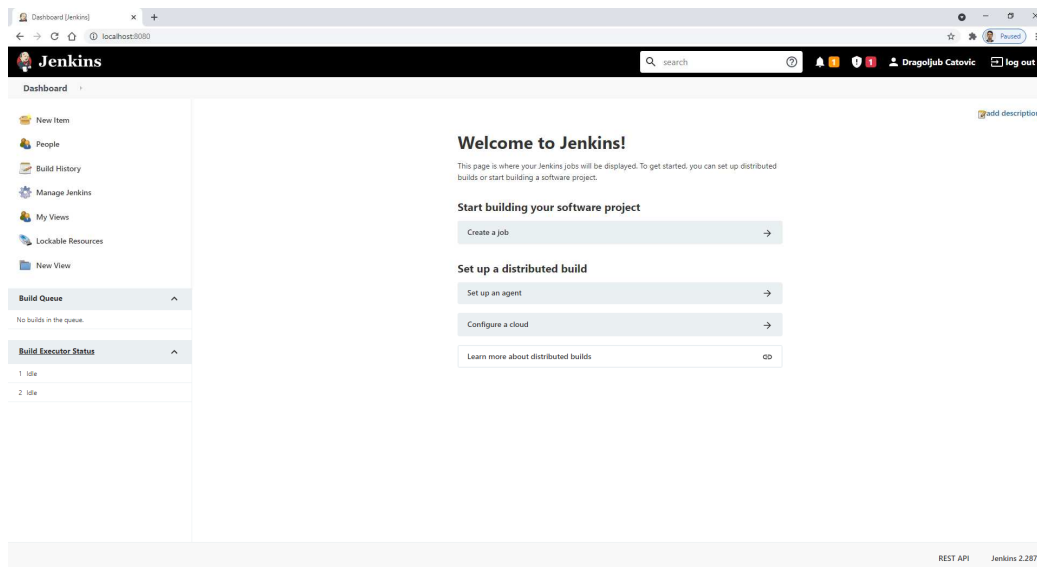 Dashboard [Jenkins]
localhost:8080
Paused
Jenkins
search
1
1
Dragoljub Catovic
log out
Dashboard
New Item
People
Build History
Manage Jenkins
My Views
Lockable Resources
New View
Build Queue
No builds in the queue.
Build Executor Status
1 Idle
2 Idle
add description
Welcome to Jenkins!
This page is where your Jenkins jobs will be displayed. To get started, you can set up distributed
builds or start building a software project.
Start building your software project
Create a job
Set up a distributed build
Set up an agent
Configure a cloud
Learn more about distributed builds
REST API
Jenkins 2.287